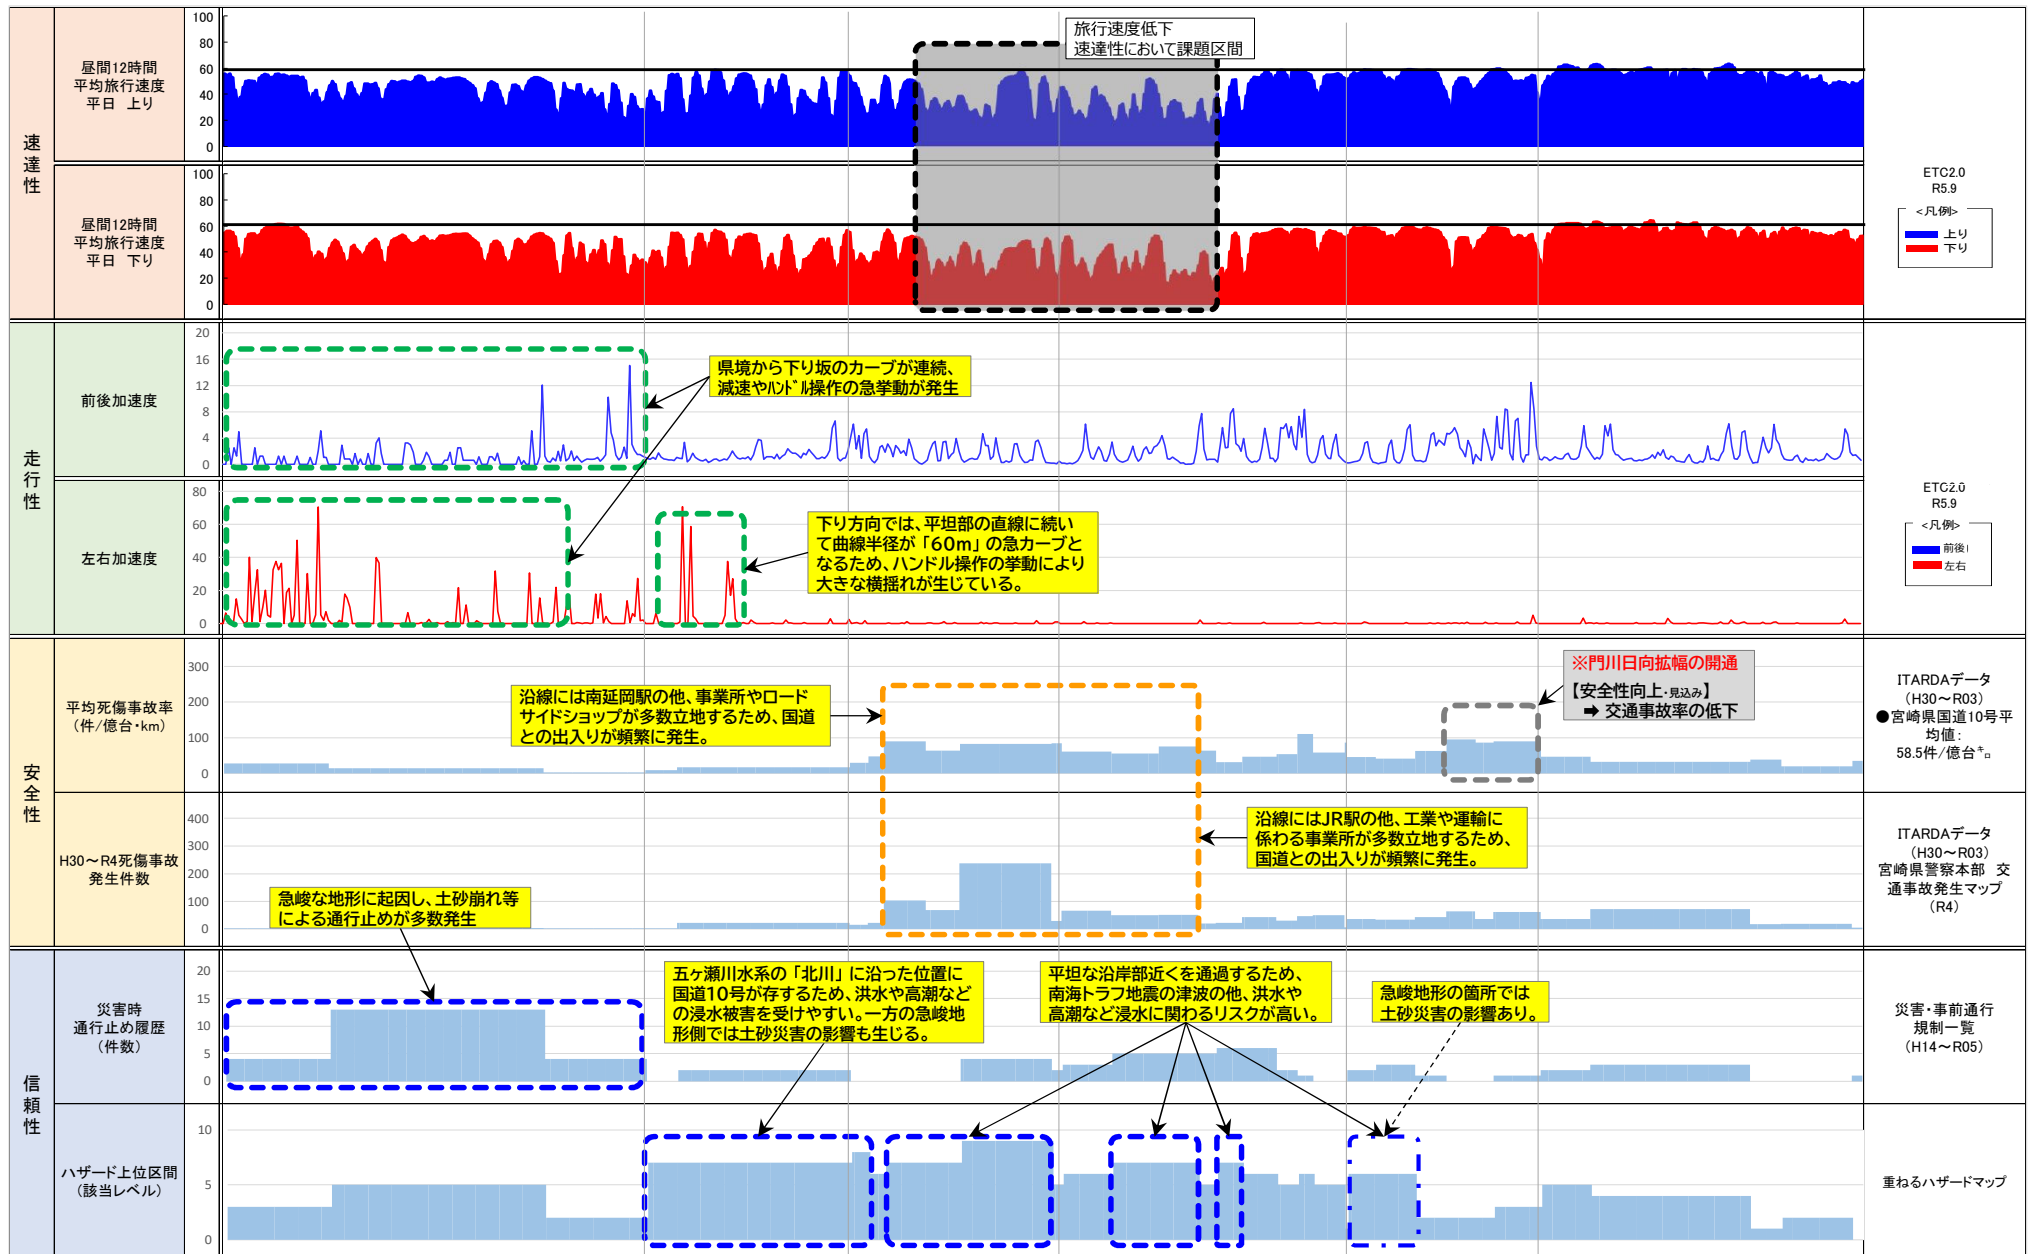 速達性
昼間12時間
平均旅行速度
平日 上り
100
80
60
40
20
0
旅行速度低下
速達性において課題区間
昼間12時間
平均旅行速度
平日 下り
100
80
60
40
20
0
ETC2.0
R5.9
<凡例>
上り
下り
走行性
前後加速度
20
16
12
8
4
0
県境から下り坂のカーブが連続、
減速やハンドル操作の急挙動が発生
左右加速度
80
60
40
20
0
下り方向では、平坦部の直線に続い
て曲線半径が「60m」の急カーブと
なるため、ハンドル操作の挙動により
大きな横揺れが生じている。
ETC2.0
R5.9
<凡例>
前後
左右
安全性
平均死傷事故率
(件/億台・km)
300
200
100
0
沿線には南延岡駅の他、事業所やロード
サイドショップが多数立地するため、国道
との出入りが頻繁に発生。
※門川日向拡幅の開通
【安全性向上・見込み】
➡ 交通事故率の低下
ITARDAデータ
(H30～R03)
●宮崎県国道10号平
均値:
58.5件/億台㌔
H30～R4死傷事故
発生件数
400
300
200
100
0
沿線にはJR駅の他、工業や運輸に
係わる事業所が多数立地するため、
国道との出入りが頻繁に発生。
急峻な地形に起因し、土砂崩れ等
による通行止めが多数発生
ITARDAデータ
(H30～R03)
宮崎県警察本部 交
通事故発生マップ
(R4)
信頼性
災害時
通行止め履歴
(件数)
20
15
10
5
0
五ヶ瀬川水系の「北川」に沿った位置に
国道10号が存するため、洪水や高潮など
の浸水被害を受けやすい。一方の急峻地
形側では土砂災害の影響も生じる。
平坦な沿岸部近くを通過するため、
南海トラフ地震の津波の他、洪水や
高潮など浸水に関わるリスクが高い。
急峻地形の箇所では
土砂災害の影響あり。
災害・事前通行
規制一覧
(H14～R05)
ハザード上位区間
(該当レベル)
10
5
0
重ねるハザードマップ